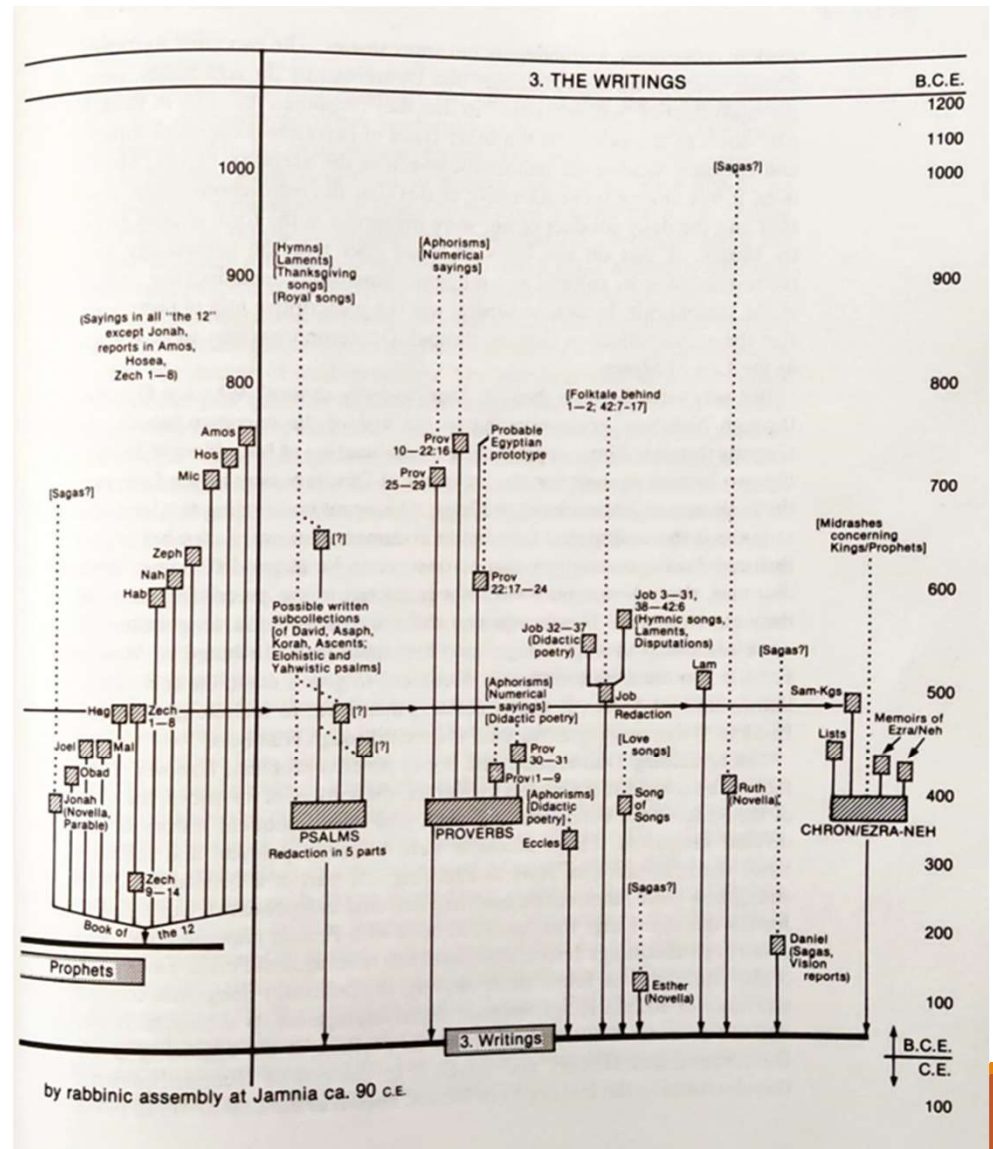 3. THE WRITINGS
B.C.E.
1200
1100
1000
1000
[Sagas?]
[Hymns]
[Laments]
[Thanksgiving
songs]
[Royal songs]
[Aphorisms]
[Numerical
sayings]
900
900
(Sayings in all "the 12"
except Jonah,
reports in Amos,
Hosea,
Zech 1—8)
800
800
[Folktale behind
1—2; 42:7-17]
Amos
Hos
Mic
Prov
10—22:16
Prov
25—29
Probable
Egyptian
prototype
700
[Sagas?]
[?]
[Midrashes
concerning
Kings/Prophets]
Zeph
Nah
Hab
Prov
22:17—24
600
Possible written
subcollections
[of David, Asaph,
Korah, Ascents;
Elohistic and
Yahwistic psalms]
Job 32—37
(Didactic
poetry)
Job 3—31,
38—42:6
(Hymnic songs,
Laments,
Disputations)
[Sagas?]
Lam
[Aphorisms]
[Numerical
sayings]
[Didactic poetry]
Job
Redaction
Sam-Kgs
500
Hag
Zech
1—8
[?]
[?]
[Love
songs]
Lists
Memoirs of
Ezra/Neh
Joel
Mal
Obad
Jonah
(Novella,
Parable)
Prov
30—31
Prov 1—9
[Aphorisms]
[Didactic
poetry]
Song
of
Songs
Ruth
(Novella)
400
PSALMS
Redaction in 5 parts
PROVERBS
Eccles
CHRON/EZRA-NEH
300
Zech
9—14
[Sagas?]
Book of
the 12
200
Daniel
(Sagas,
Vision
reports)
Prophets
Esther
(Novella)
100
3. Writings
B.C.E.
C.E.
by rabbinic assembly at Jamnia ca. 90 C.E.
100